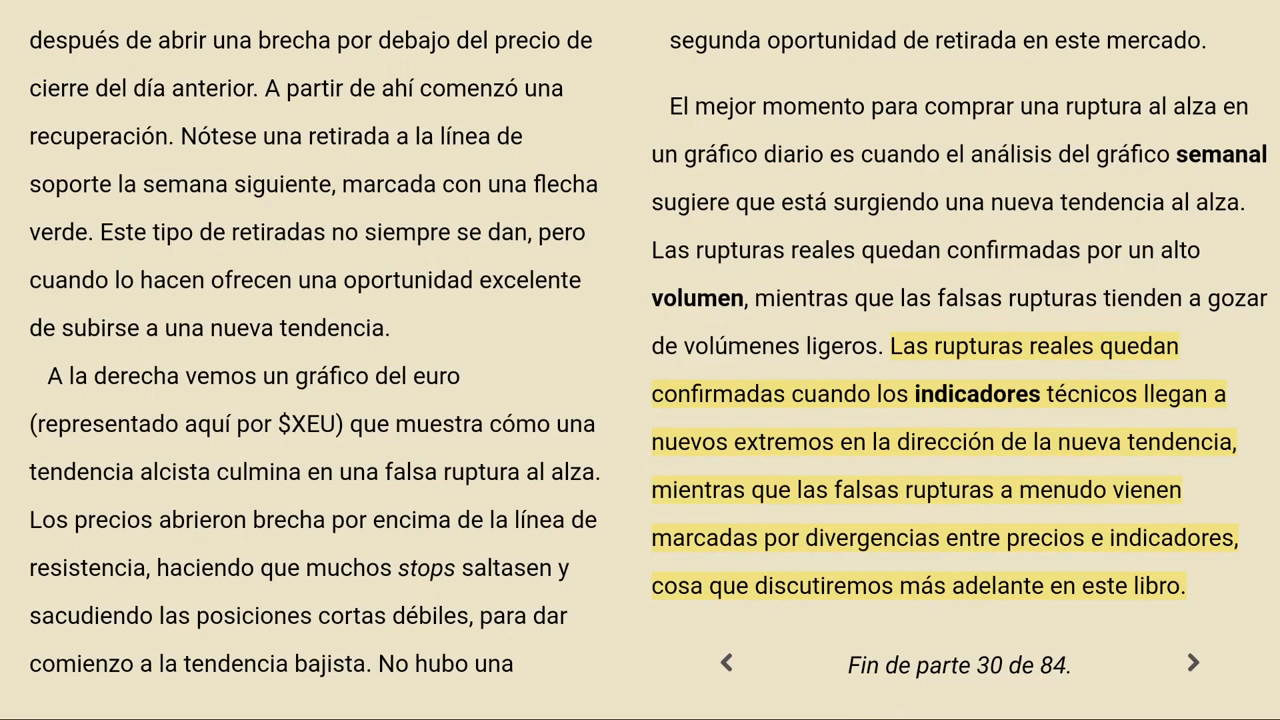 después de abrir una brecha por debajo del precio de
cierre del día anterior. A partir de ahí comenzó una
recuperación. Nótese una retirada a la línea de
soporte la semana siguiente, marcada con una flecha
verde. Este tipo de retiradas no siempre se dan, pero
cuando lo hacen ofrecen una oportunidad excelente
de subirse a una nueva tendencia.
A la derecha vemos un gráfico del euro
(representado aquí por $XEU) que muestra cómo una
tendencia alcista culmina en una falsa ruptura al alza.
Los precios abrieron brecha por encima de la línea de
resistencia, haciendo que muchos stops saltasen y
sacudiendo las posiciones cortas débiles, para dar
comienzo a la tendencia bajista. No hubo una
segunda oportunidad de retirada en este mercado.
El mejor momento para comprar una ruptura al alza en
un gráfico diario es cuando el análisis del gráfico semanal
sugiere que está surgiendo una nueva tendencia al alza.
Las rupturas reales quedan confirmadas por un alto
volumen, mientras que las falsas rupturas tienden a gozar
de volúmenes ligeros. Las rupturas reales quedan
confirmadas cuando los indicadores técnicos llegan a
nuevos extremos en la dirección de la nueva tendencia,
mientras que las falsas rupturas a menudo vienen
marcadas por divergencias entre precios e indicadores,
cosa que discutiremos más adelante en este libro.
Fin de parte 30 de 84.